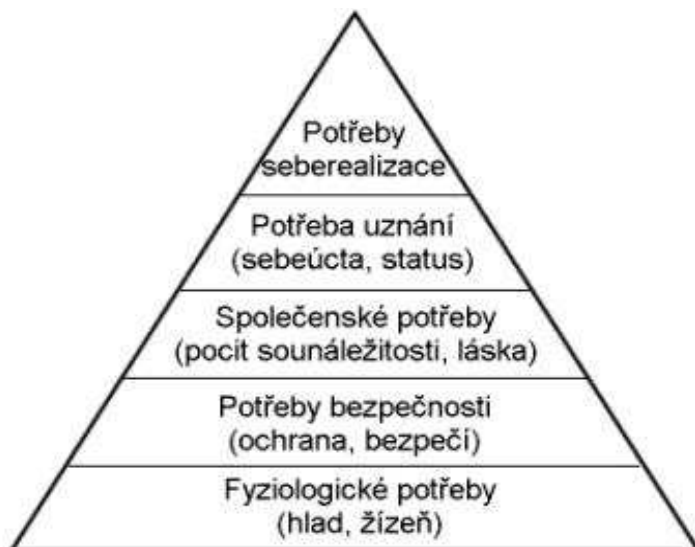 Potřeby
seberealizace
Potřeba uznání
(sebeúcta, status)
Společenské potřeby
(pocit sounáležitosti, láska)
Potřeby bezpečnosti
(ochrana, bezpečí)
Fyziologické potřeby
(hlad, žízeň)